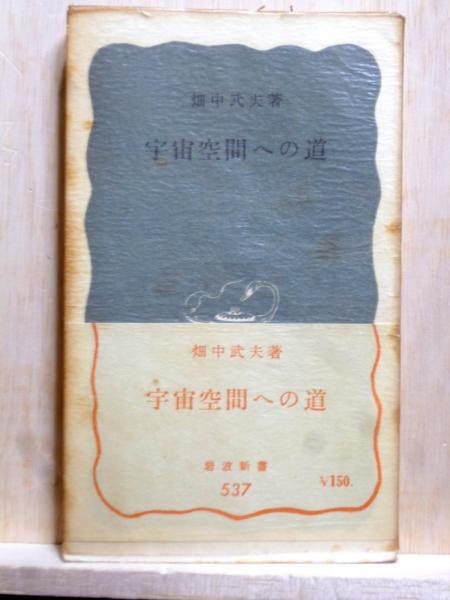 畑中武夫著
宇宙空間への道
畑中武夫著
宇宙空間への道
岩波新書
537
¥150.